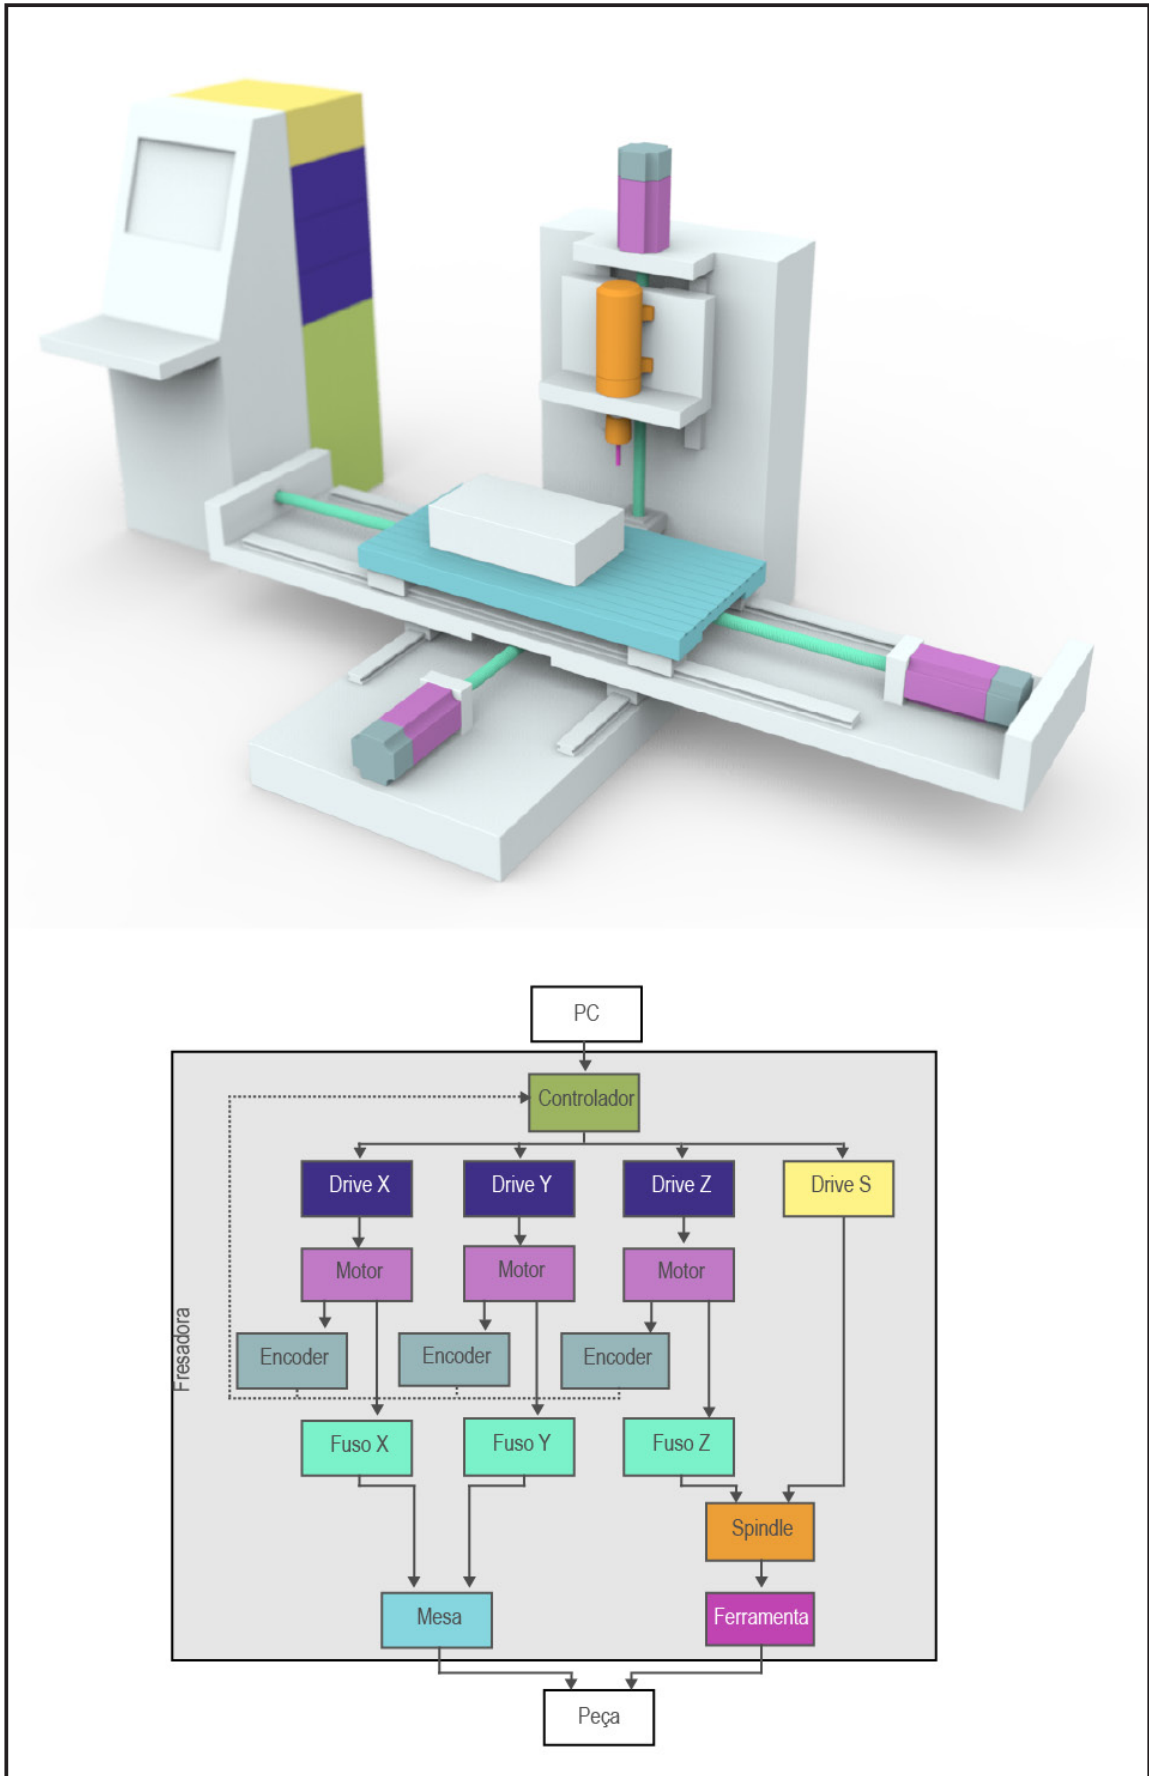 PC
Controlador
Drive X
Drive Y
Drive Z
Drive S
Motor
Motor
Motor
Fresadora
Encoder
Encoder
Encoder
Fuso X
Fuso Y
Fuso Z
Spindle
Mesa
Ferramenta
Peça